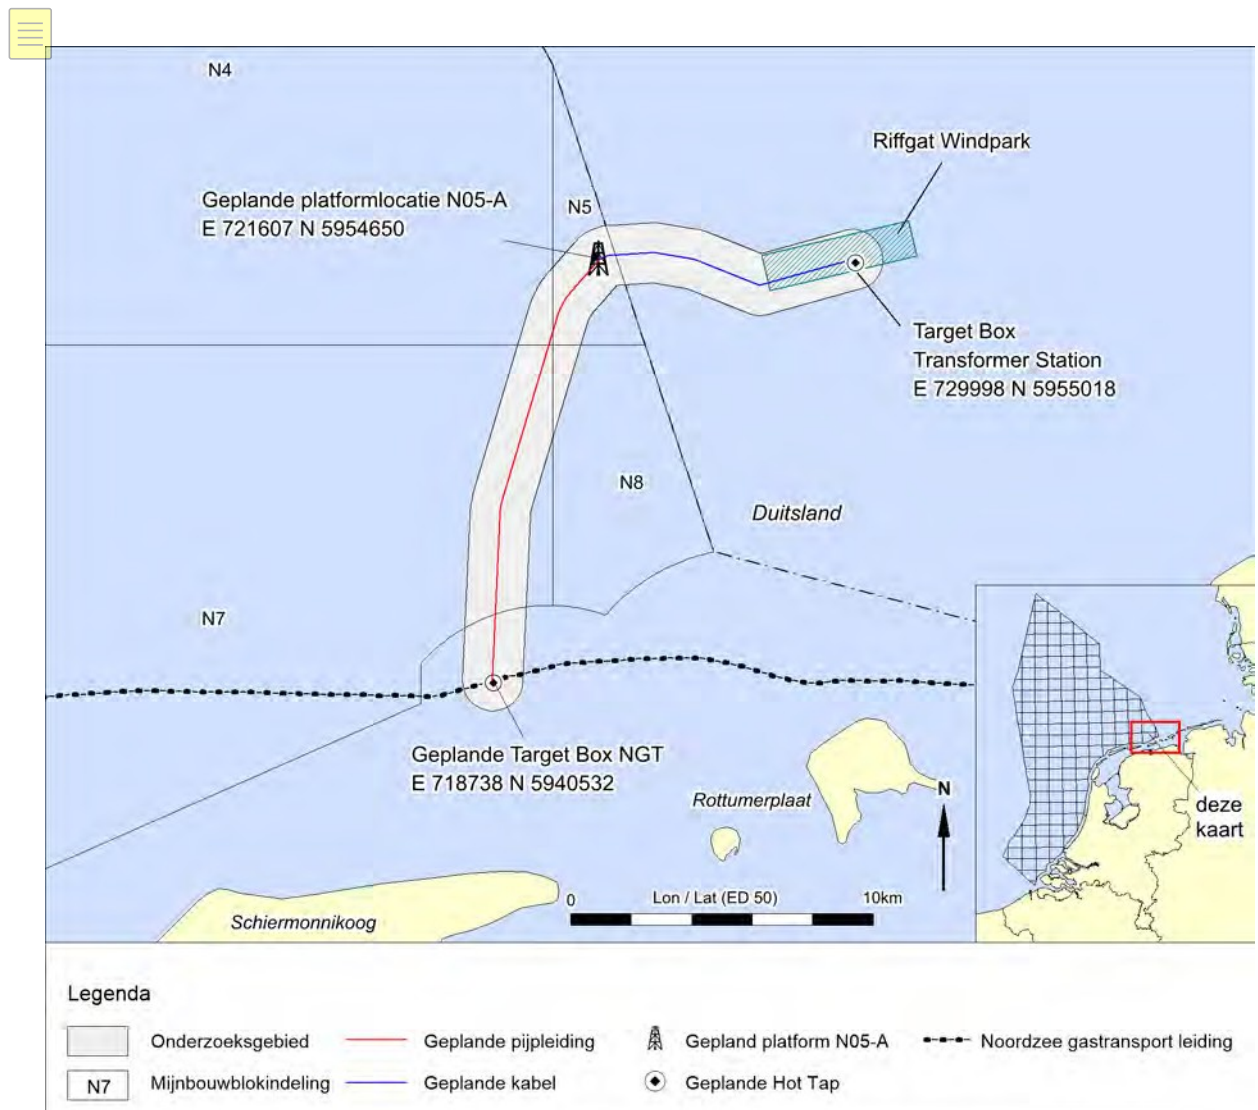 N4
Riffgat Windpark
Geplande platformlocatie N05-A
E 721607 N 5954650
N5
Target Box
Transformer Station
E 729998 N 5955018
N8
Duitsland
N7
Geplande Target Box NGT
E 718738 N 5940532
Rottumerplaat
N
deze
kaart
0
Lon / Lat (ED 50)
10km
Schiermonnikoog
Legenda
Onderzoeksgebied
Geplande pijpleiding
Gepland platform N05-A
Noordzee gastransport leiding
N7
Mijnbouwblokindeling
Geplande kabel
Geplande Hot Tap